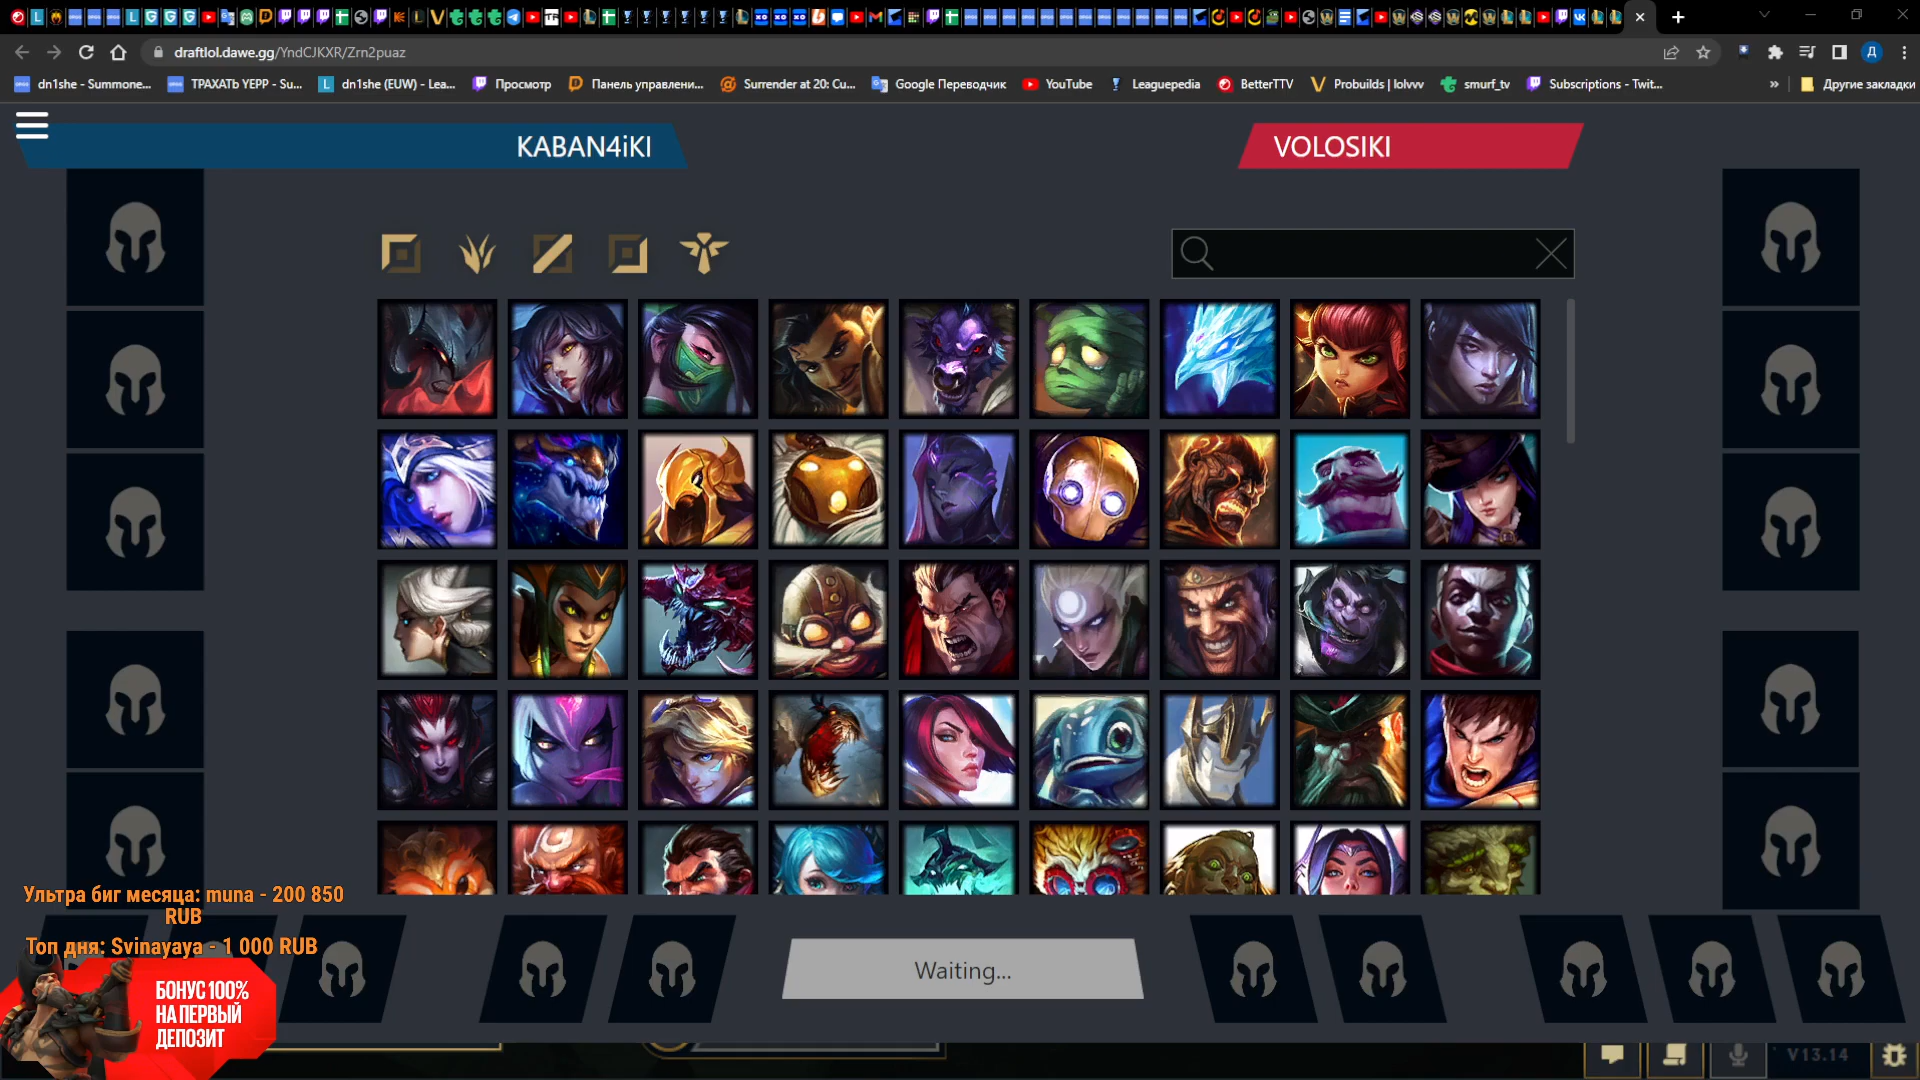 draftlol.dawe.gg/YndCJKXR/Zrn2puaz
dn1she - Summone...
ТРАХАТЬ YEPP - Su...
dn1she (EUW) - Lea...
Просмотр
Панель управлени...
Surrender at 20: Cu...
Google Переводчик
YouTube
Leaguepedia
BetterTTV
Probuilds | lolvvv
smurf_tv
Subscriptions - Twit...
»
Другие закладки
KABAN4iKI
VOLOSIKI
Ультра биг месяца: muna - 200 850
RUB
Топ дня: Svinayaya - 1 000 RUB
БОНУС 100%
НА ПЕРВЫЙ
ДЕПОЗИТ
Waiting...
V13.14